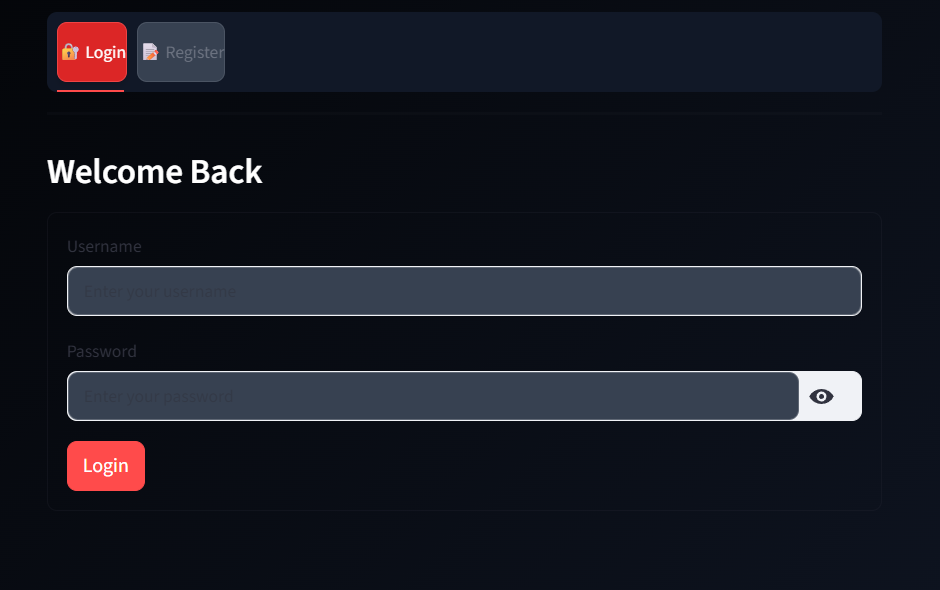 🔐 Login 📝 Register
Welcome Back
Username
Enter your username
Password
Enter your password
Login